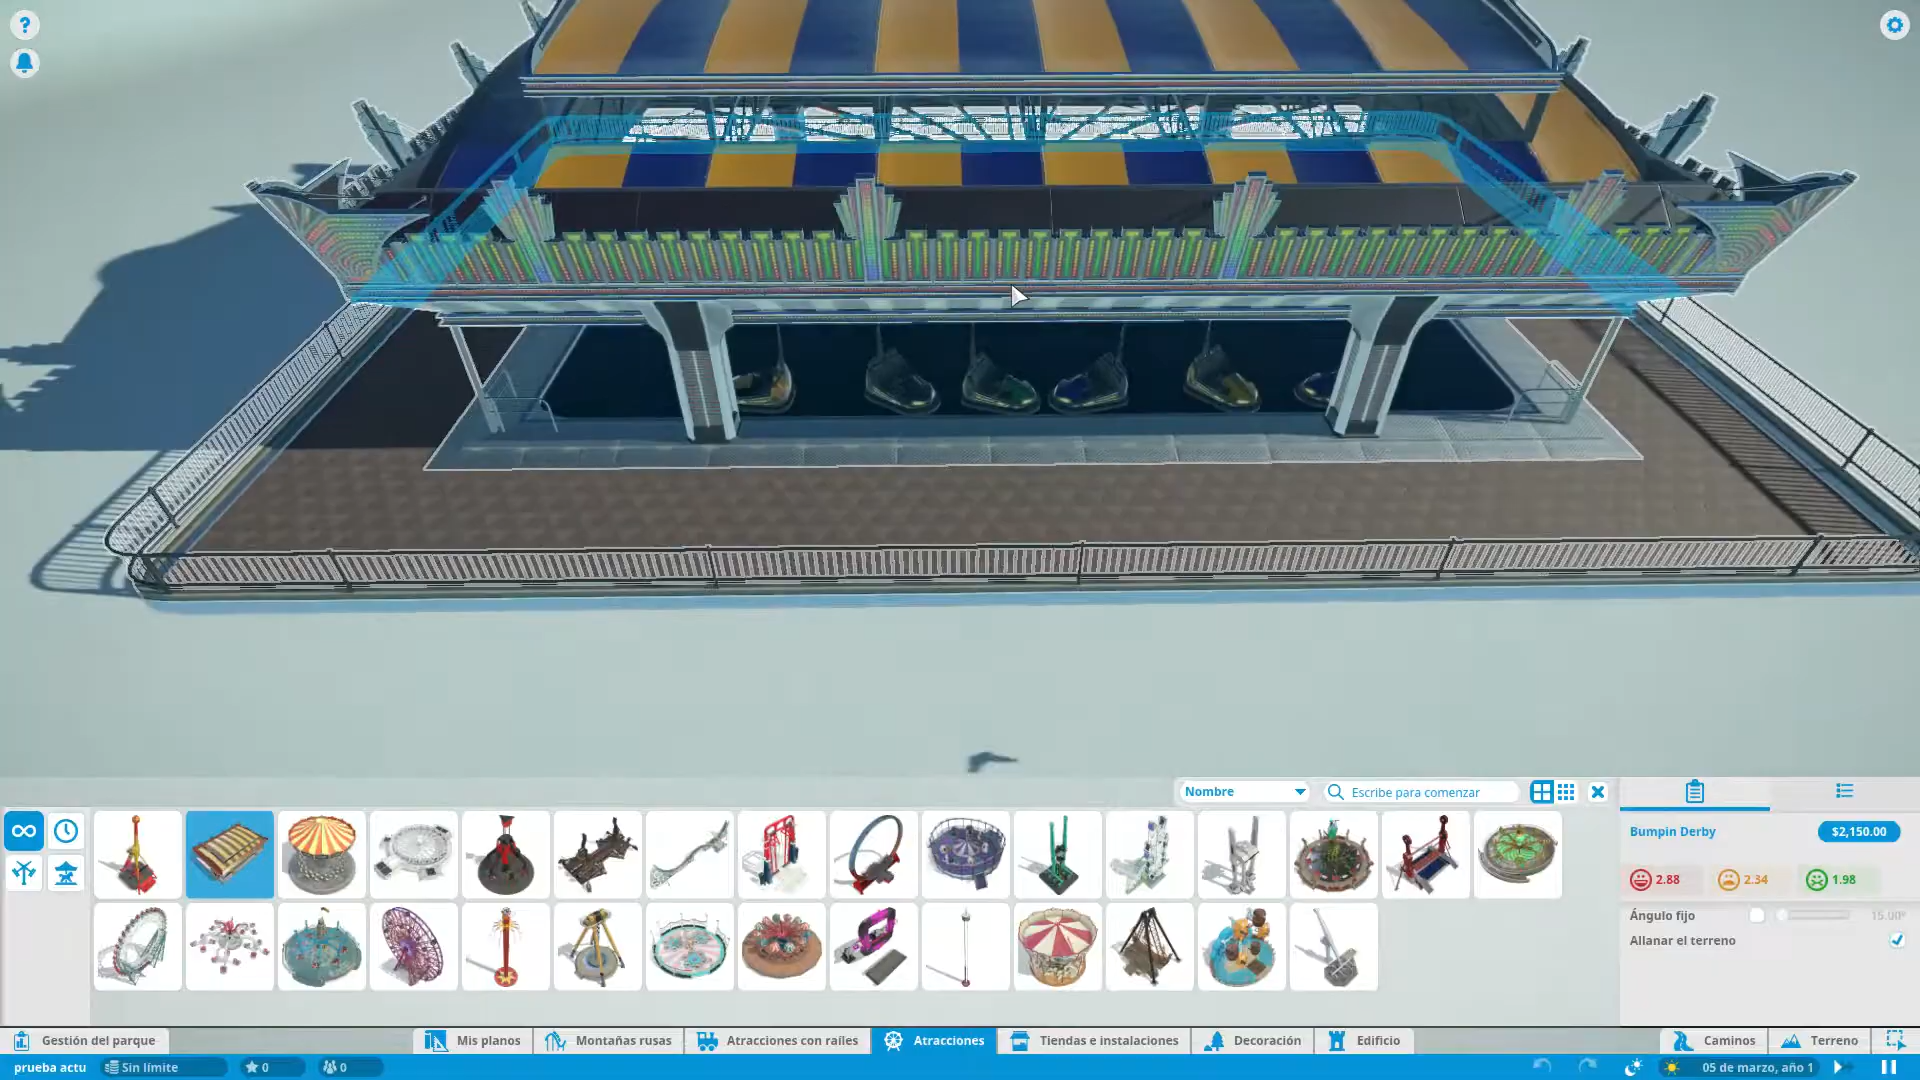 ?
Nombre
Escribe para comenzar
Bumpin Derby
$2,150.00
2.88
2.34
1.98
Ángulo fijo
15.00º
Allanar el terreno
Gestión del parque
Mis planos
Montañas rusas
Atracciones con raíles
Atracciones
Tiendas e instalaciones
Decoración
Edificio
Caminos
Terreno
prueba actu
Sin límite
0
0
05 de marzo, año 1